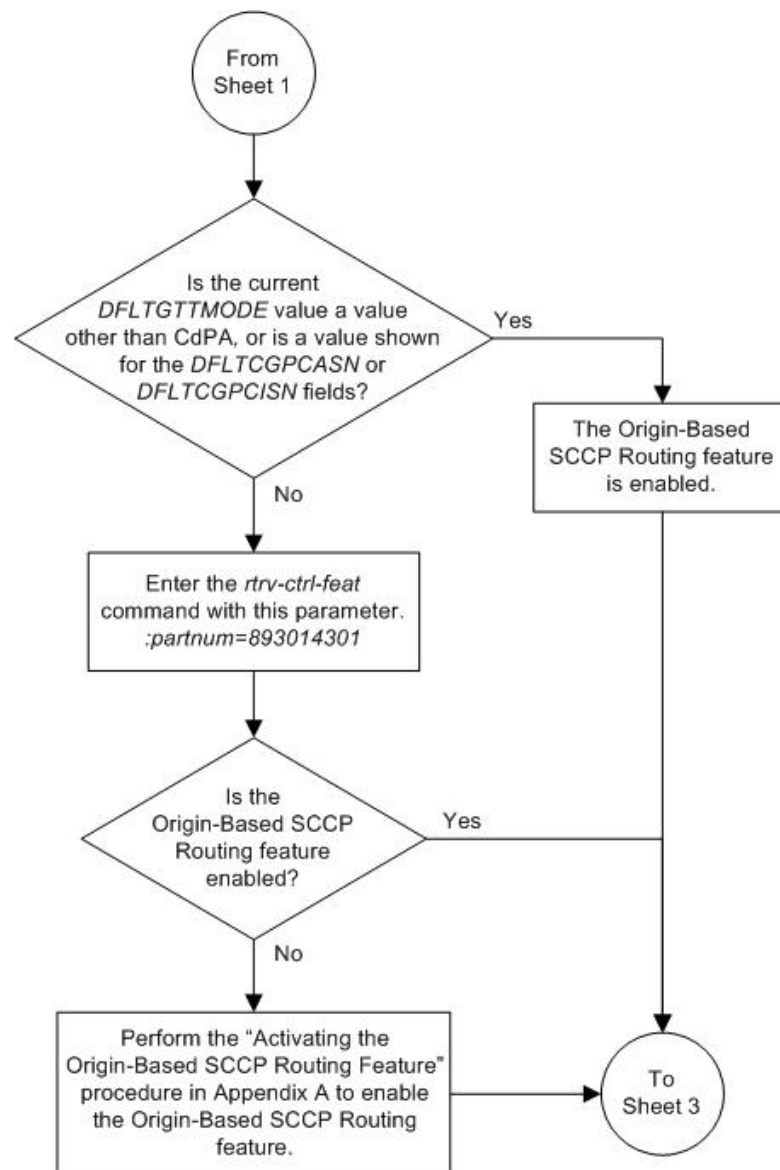 From
Sheet 1
Is the current
DFLTGTTMODE value a value
other than CdPA, or is a value shown
for the DFLTCGPCASN or
DFLTCGPCISN fields?
Yes
The Origin-Based
SCCP Routing feature
is enabled.
No
Enter the rtrv-ctrl-feat
command with this parameter.
:partnum=893014301
Is the
Origin-Based SCCP
Routing feature
enabled?
Yes
No
Perform the “Activating the
Origin-Based SCCP Routing Feature”
procedure in Appendix A to enable
the Origin-Based SCCP Routing
feature.
To
Sheet 3